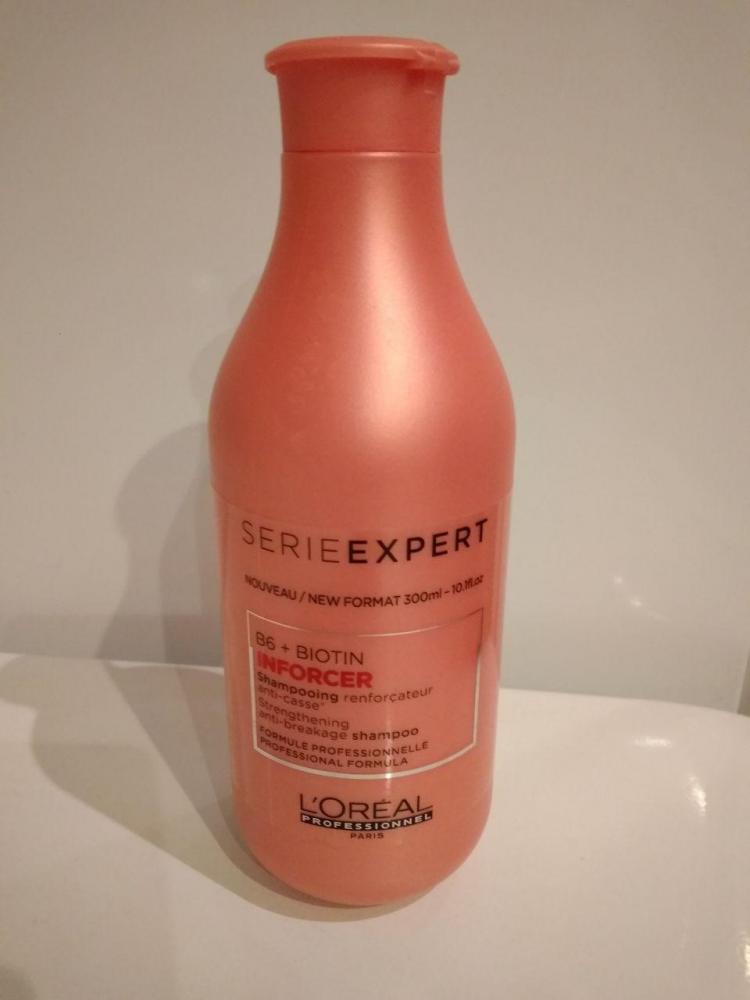 SERIEEXPERT
NOUVEAU / NEW FORMAT 300ml - 10.1fl.oz
B6 + BIOTIN
INFORCER
Shampooing renforçateur
anti-casse*
Strengthening
anti-breakage shampoo
FORMULE PROFESSIONNELLE
PROFESSIONAL FORMULA
L'ORÉAL
PROFESSIONNEL
PARIS